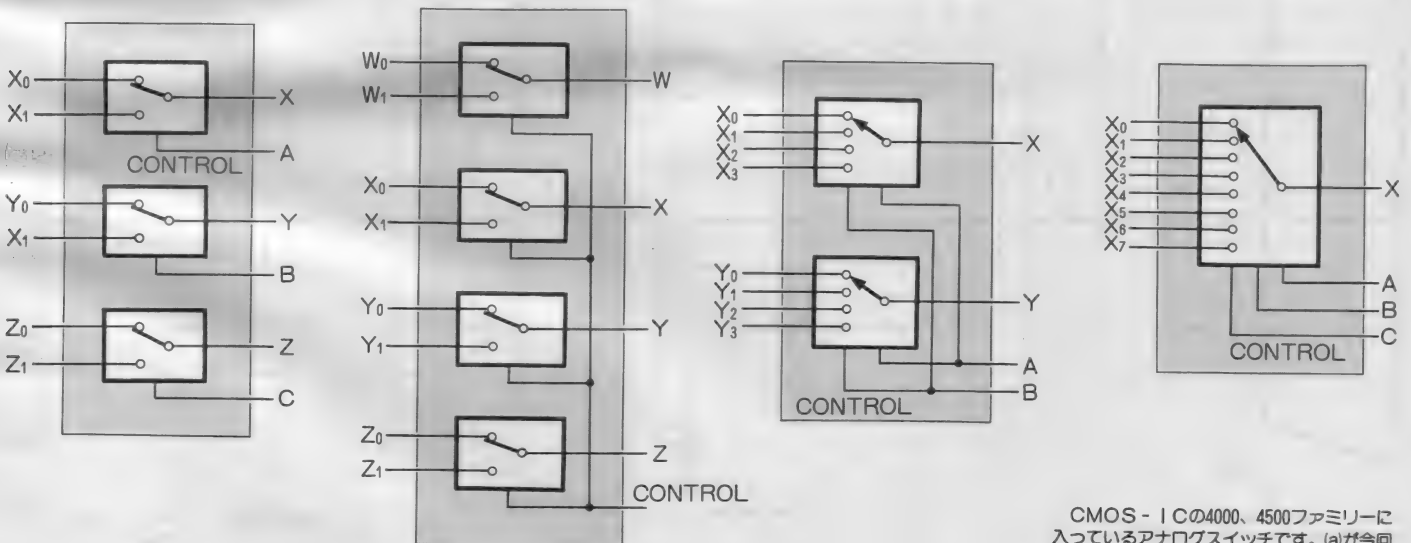 X₀
X₁
X
A
CONTROL
Y₀
X₁
Y
B
Z₀
Z₁
Z
C
W₀
W₁
W
X₀
X₁
X
Y₀
Y₁
Y
Z₀
Z₁
Z
CONTROL
X₀
X₁
X₂
X₃
X
Y₀
Y₁
Y₂
Y₃
Y
A
B
CONTROL
X₀
X₁
X₂
X₃
X₄
X₅
X₆
X₇
X
A
B
C
CONTROL
CMOS-ICの4000、4500ファミリーに
入っているアナログスイッチです。(a)が今回